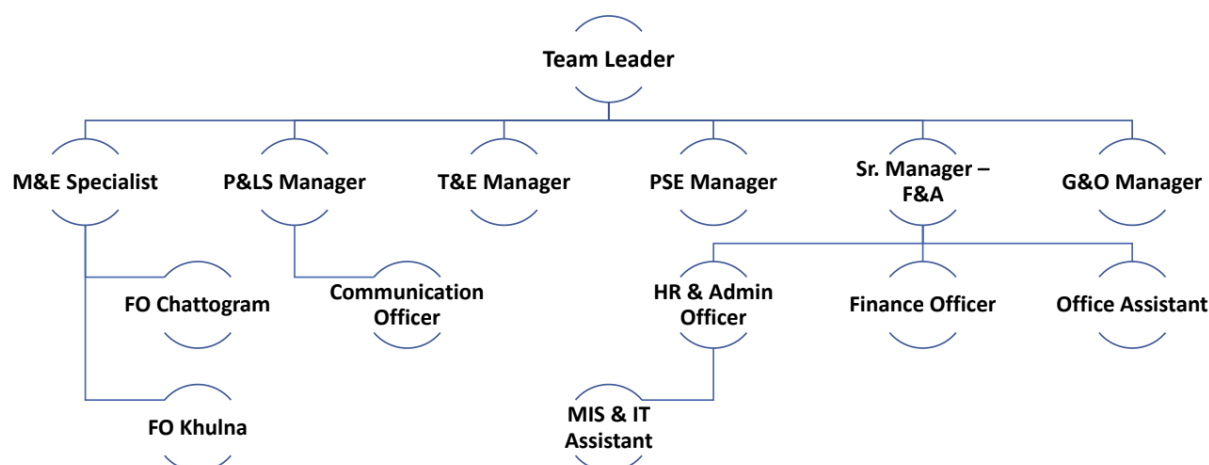 Team Leader
M&E Specialist
P&LS Manager
T&E Manager
PSE Manager
Sr. Manager –
F&A
G&O Manager
FO Chattogram
Communication
Officer
HR & Admin
Officer
Finance Officer
Office Assistant
FO Khulna
MIS & IT
Assistant